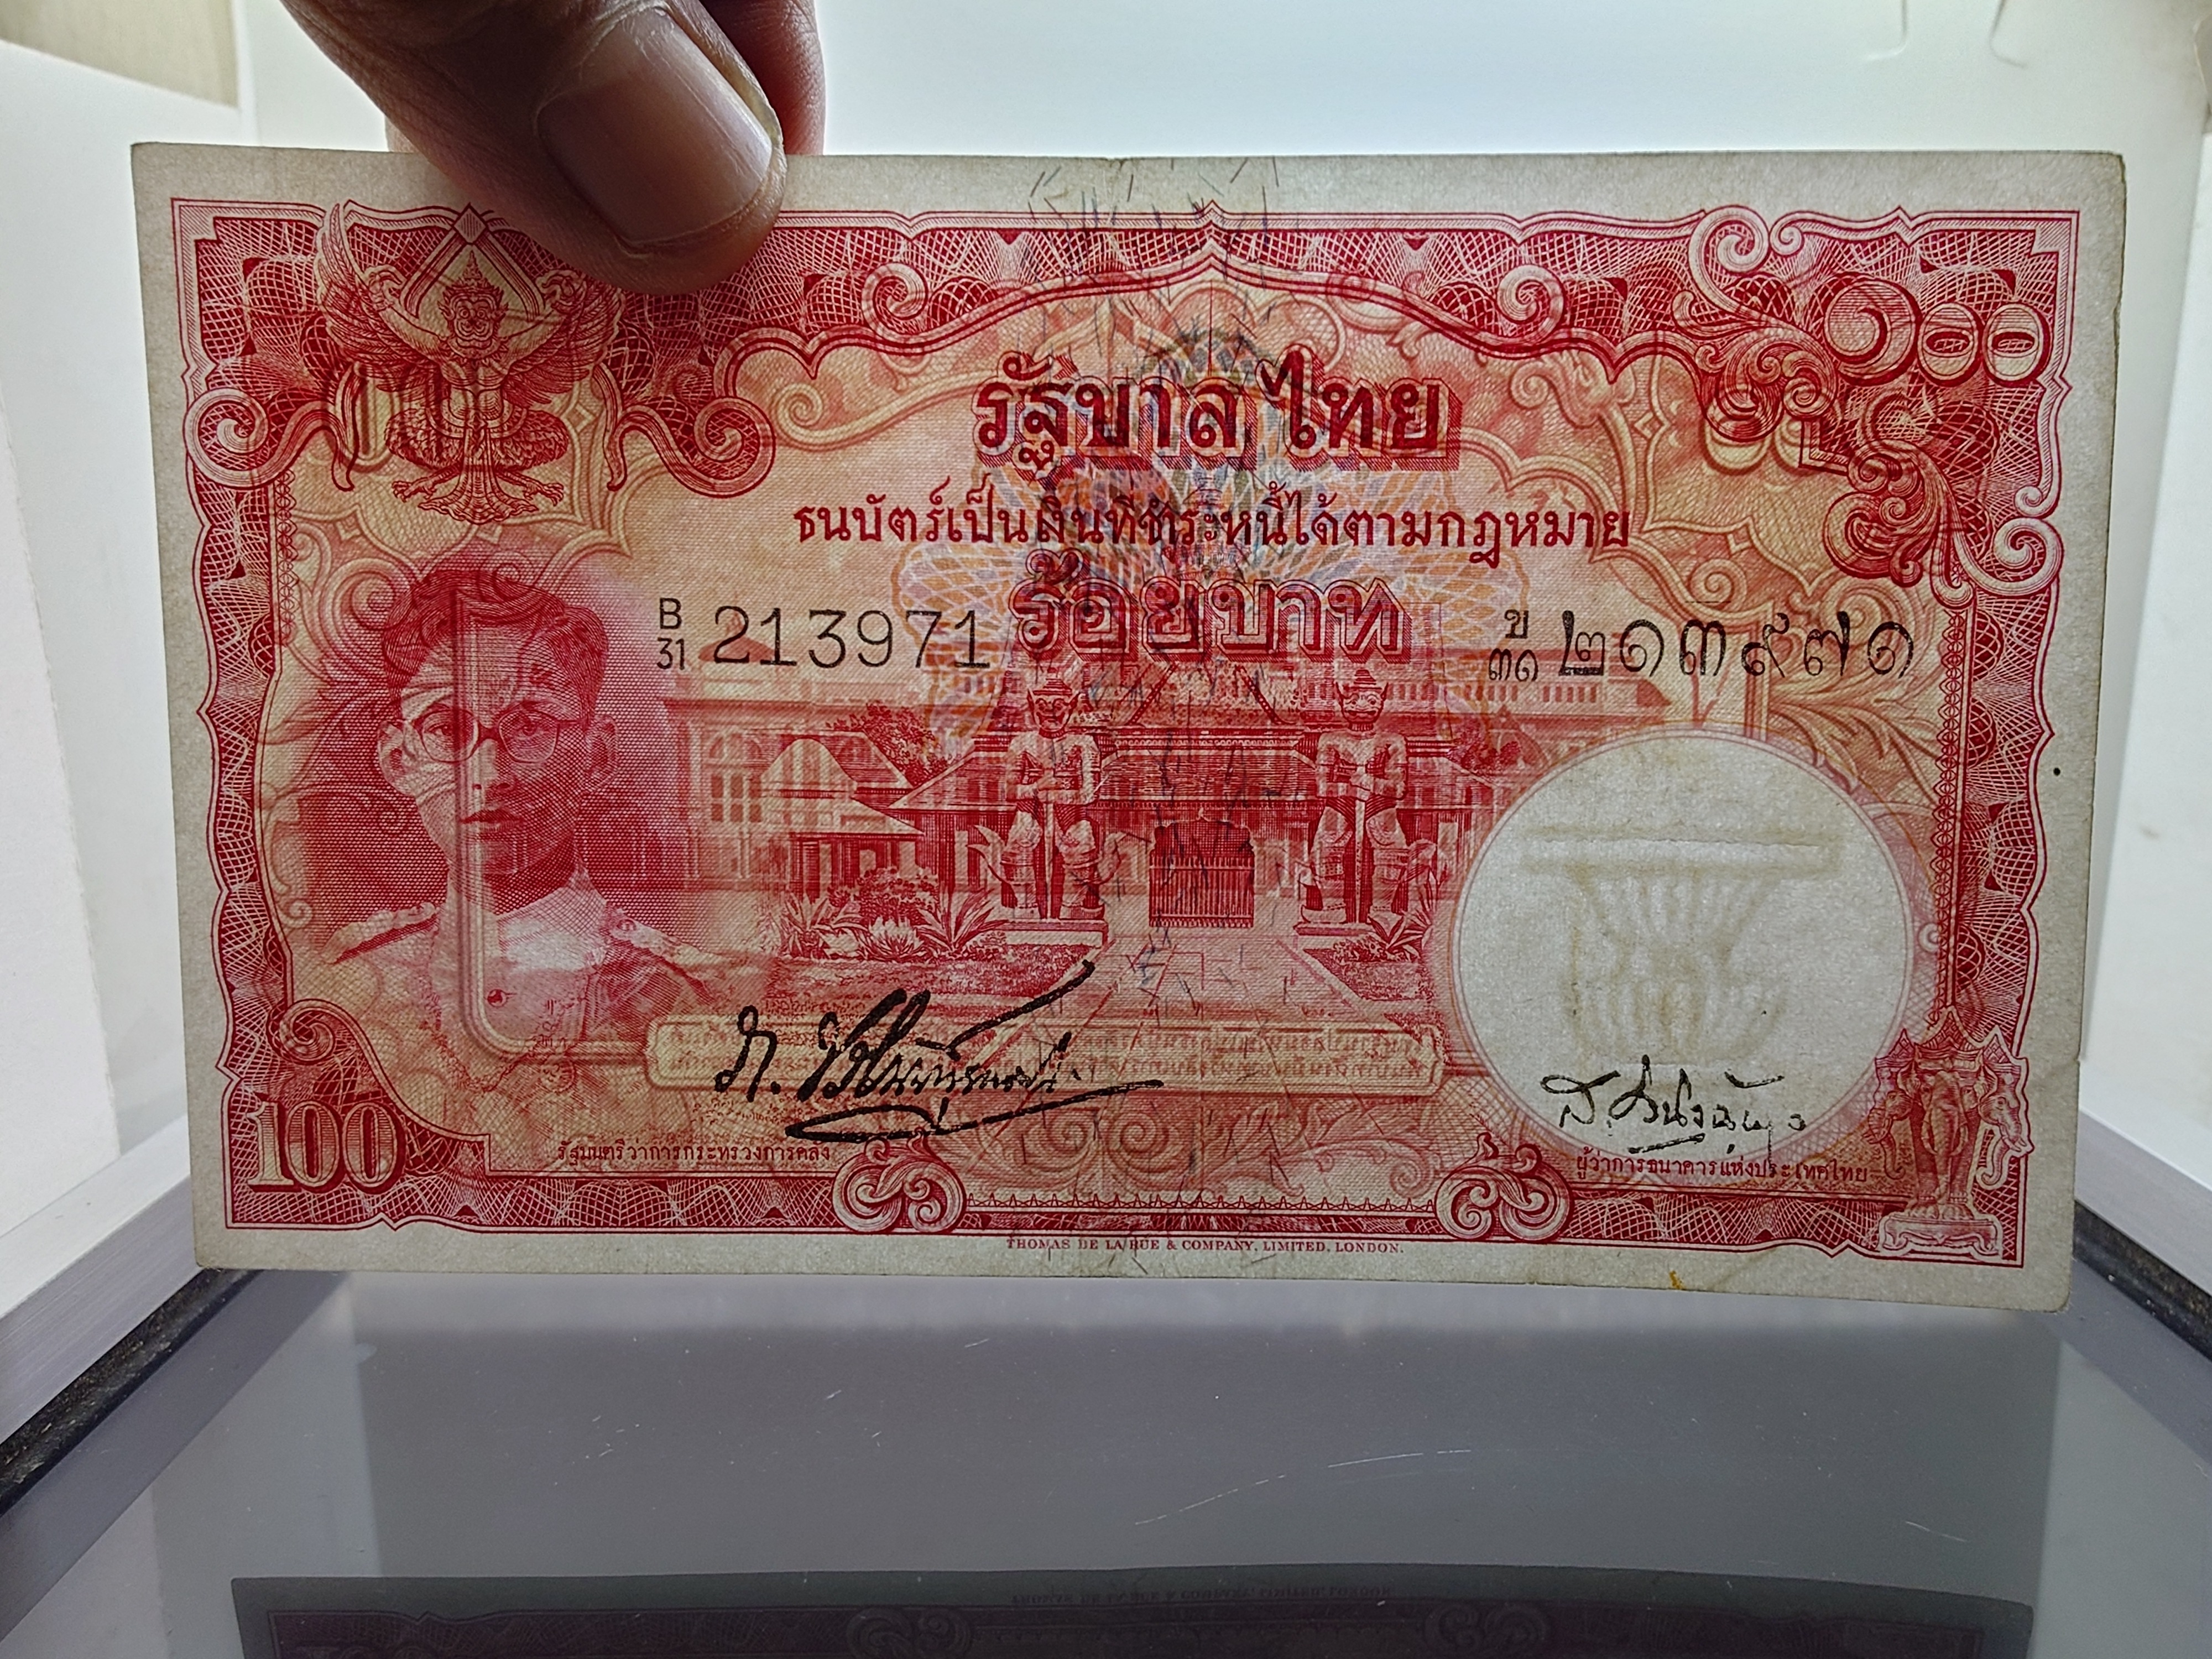 ๑๐๐
รัฐบาลไทย
ธนบัตร์เป็นเงินที่ชำระหนี้ได้ตามกฎหมาย
ร้อยบาท
B/31 213971
ข/๓๑ ๒๑๓๙๗๑
100
รัฐมนตรีว่าการกระทรวงการคลัง
ผู้ว่าการธนาคารแห่งประเทศไทย
THOMAS DE LA RUE & COMPANY, LIMITED, LONDON.